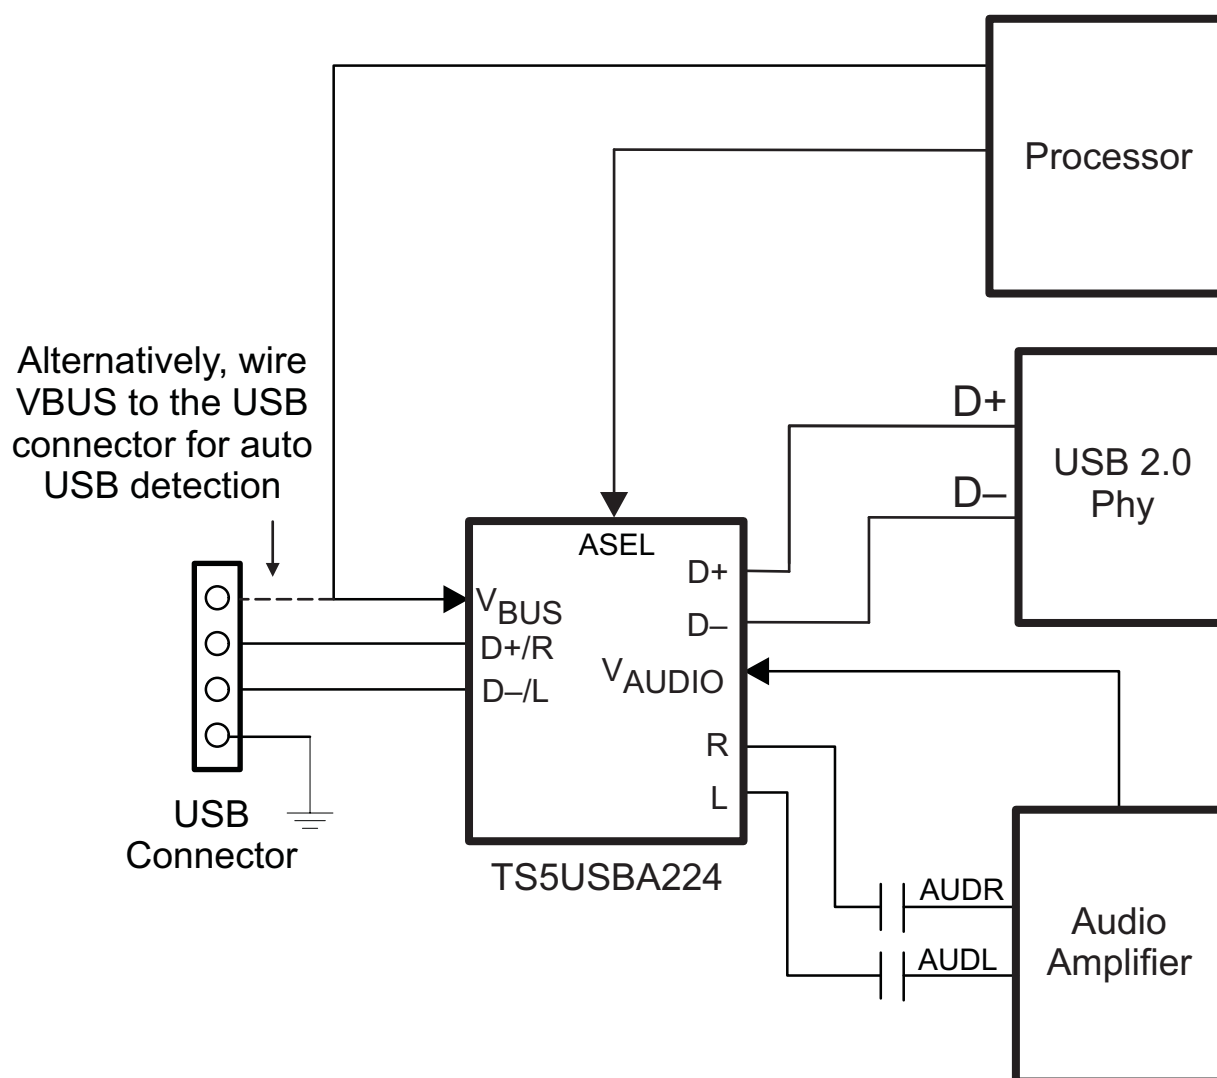 Processor
Alternatively, wire
VBUS to the USB
connector for auto
USB detection
D+
D–
USB 2.0
Phy
ASEL
VBUS
D+/R
D–/L
D+
D–
VAUDIO
R
L
USB
Connector
TS5USBA224
AUDR
AUDL
Audio
Amplifier